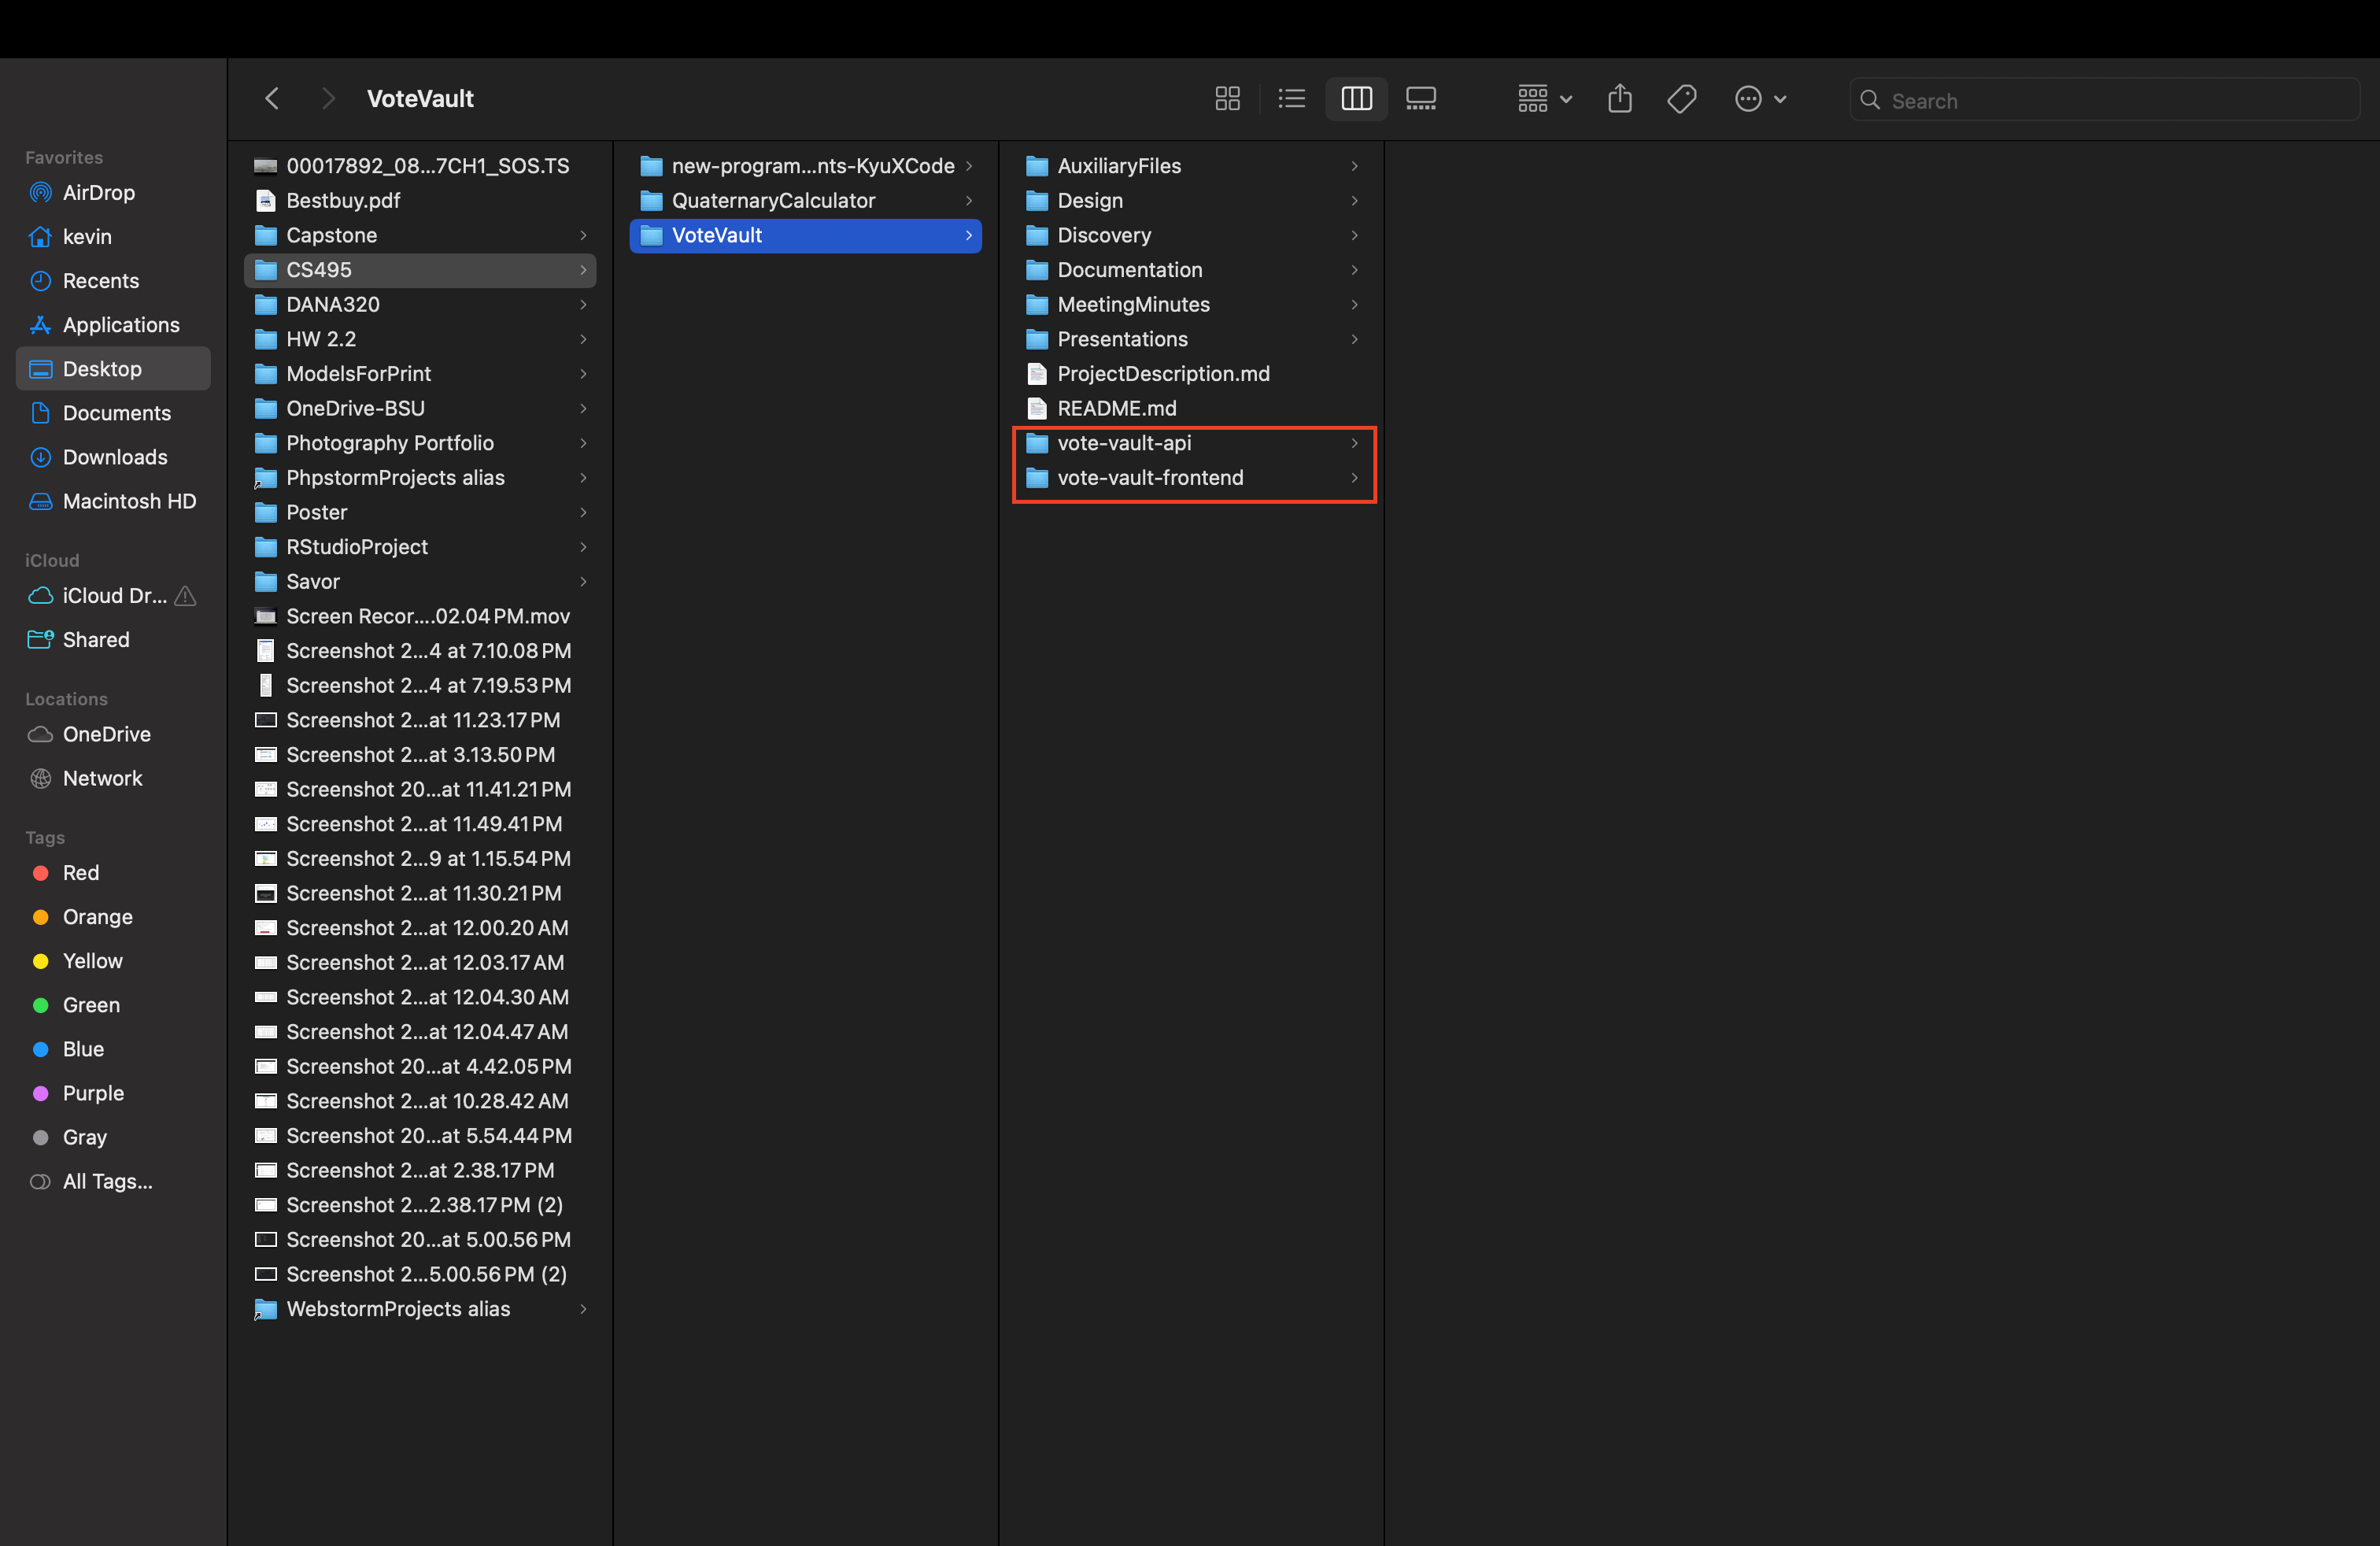 VoteVault
Search
Favorites
AirDrop
kevin
Recents
Applications
Desktop
Documents
Downloads
Macintosh HD
iCloud
iCloud Dr...
Shared
Locations
OneDrive
Network
Tags
Red
Orange
Yellow
Green
Blue
Purple
Gray
All Tags...
00017892_08...7CH1_SOS.TS
Bestbuy.pdf
Capstone
CS495
DANA320
HW 2.2
ModelsForPrint
OneDrive-BSU
Photography Portfolio
PhpstormProjects alias
Poster
RStudioProject
Savor
Screen Recor....02.04 PM.mov
Screenshot 2...4 at 7.10.08 PM
Screenshot 2...4 at 7.19.53 PM
Screenshot 2...at 11.23.17 PM
Screenshot 2...at 3.13.50 PM
Screenshot 20...at 11.41.21 PM
Screenshot 2...at 11.49.41 PM
Screenshot 2...9 at 1.15.54 PM
Screenshot 2...at 11.30.21 PM
Screenshot 2...at 12.00.20 AM
Screenshot 2...at 12.03.17 AM
Screenshot 2...at 12.04.30 AM
Screenshot 2...at 12.04.47 AM
Screenshot 20...at 4.42.05 PM
Screenshot 2...at 10.28.42 AM
Screenshot 20...at 5.54.44 PM
Screenshot 2...at 2.38.17 PM
Screenshot 2...2.38.17 PM (2)
Screenshot 20...at 5.00.56 PM
Screenshot 2...5.00.56 PM (2)
WebstormProjects alias
new-program...nts-KyuXCode
QuaternaryCalculator
VoteVault
AuxiliaryFiles
Design
Discovery
Documentation
MeetingMinutes
Presentations
ProjectDescription.md
README.md
vote-vault-api
vote-vault-frontend